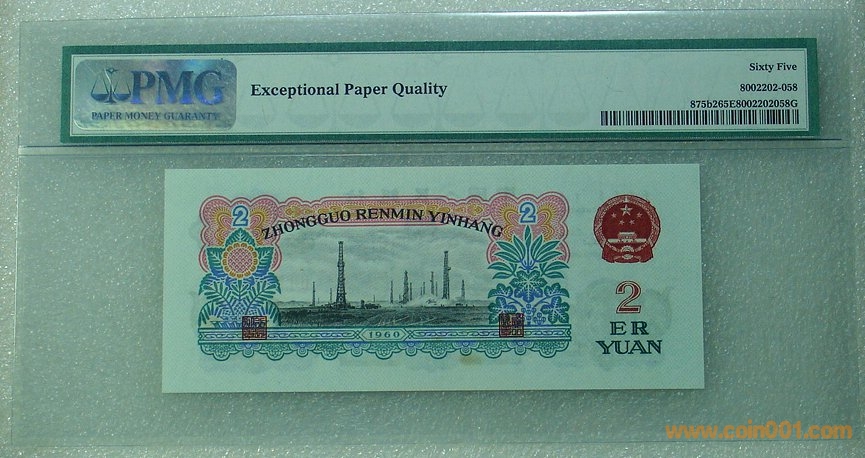 PMG
PAPER MONEY GUARANTY
Exceptional Paper Quality
Sixty Five
8002202-058
875b265E8002202058G
2
ZHONGGUO RENMIN YINHANG
2
1960
2
ER
YUAN
www.coin001.com